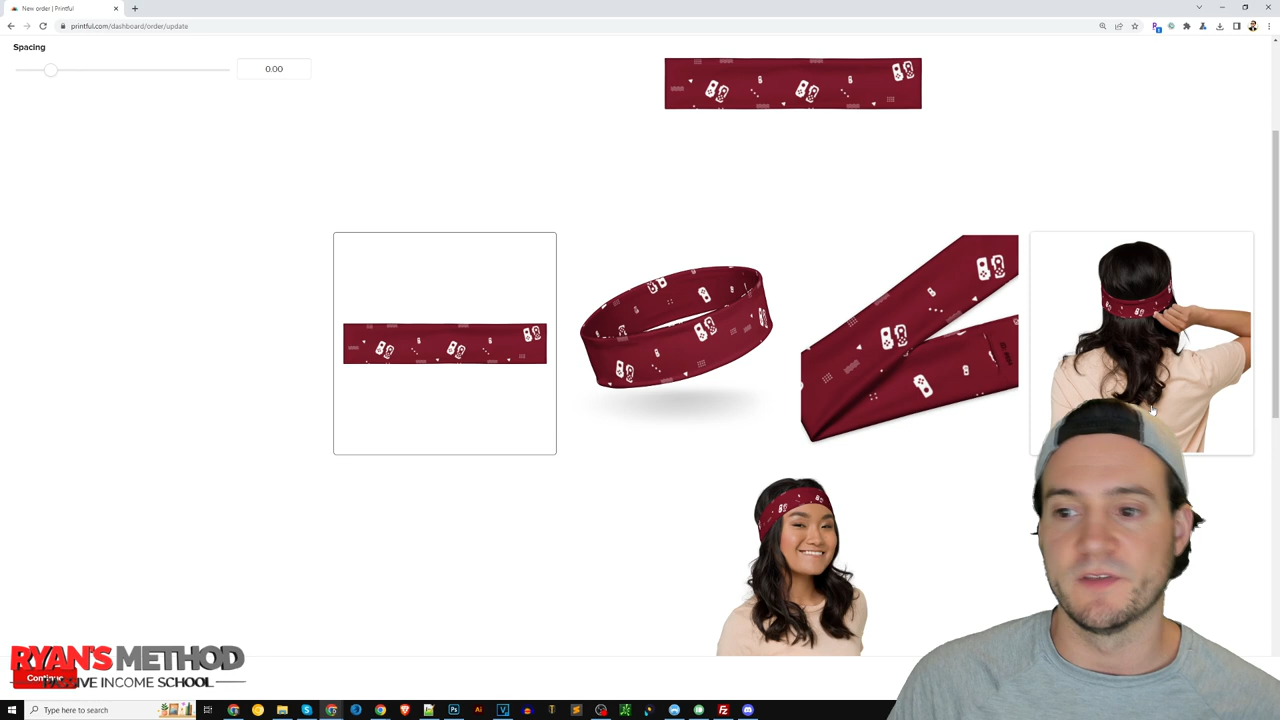 New order | Printful
printful.com/dashboard/order/update
Spacing
0.00
RYAN'S METHOD
PASSIVE INCOME SCHOOL
Continue
Type here to search